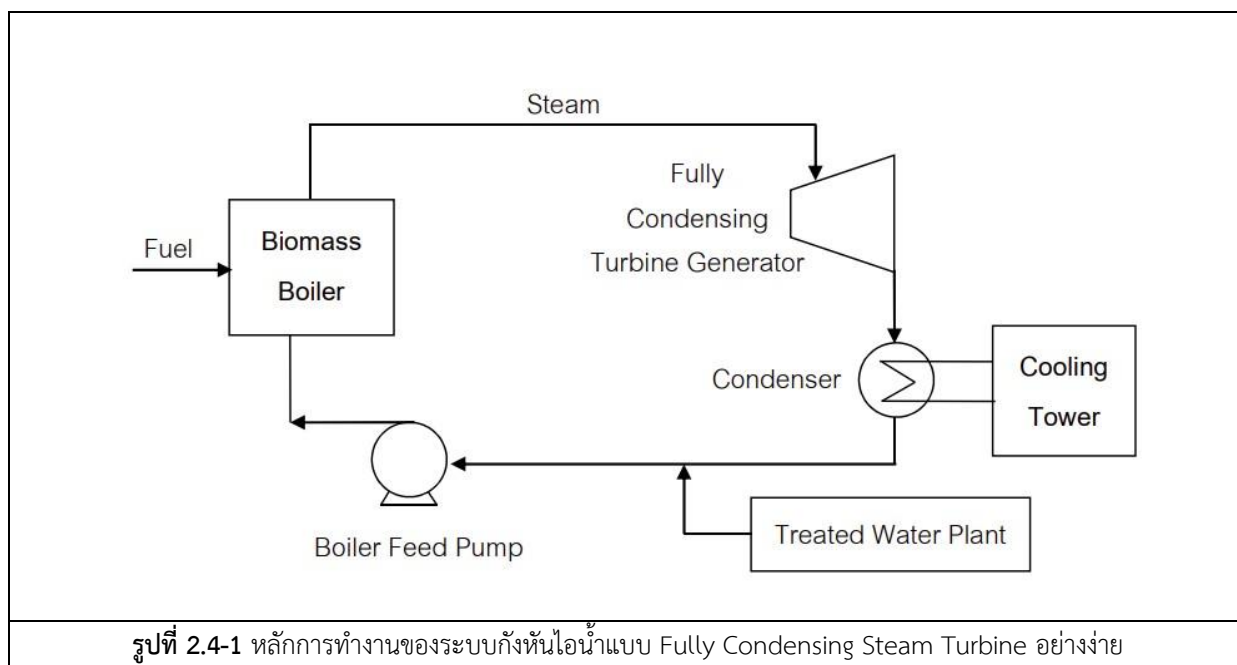 Steam
Fully
Condensing
Turbine Generator
Fuel
Biomass
Boiler
Condenser
Cooling
Tower
Boiler Feed Pump
Treated Water Plant
รูปที่ 2.4-1 หลักการทำงานของระบบกังหันไอน้ำแบบ Fully Condensing Steam Turbine อย่างง่าย